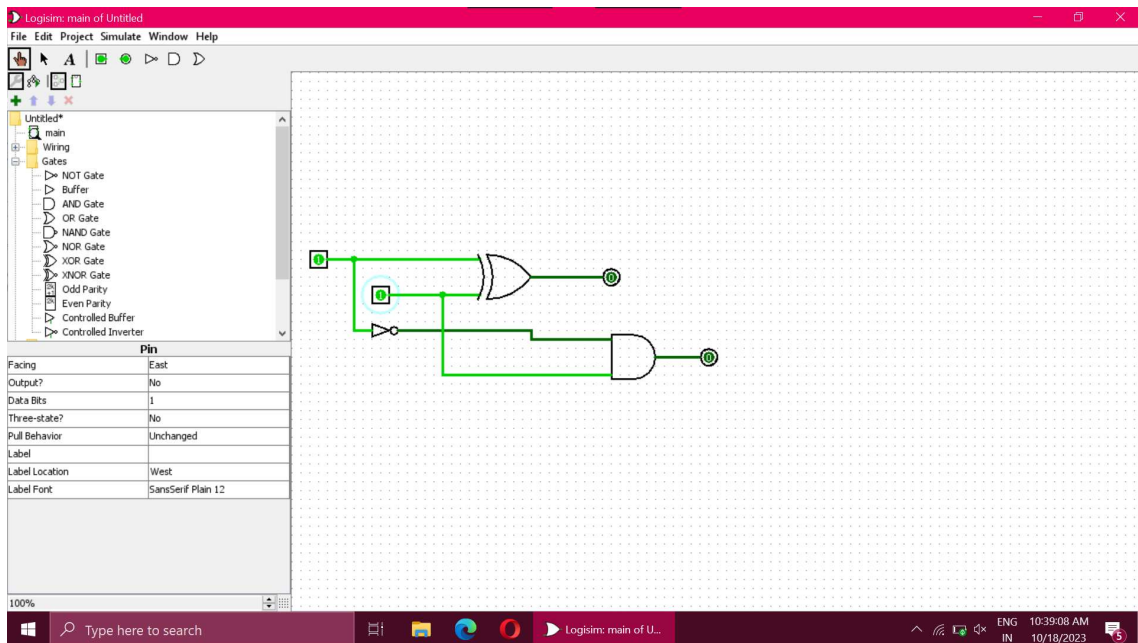 Logisim: main of Untitled
File Edit Project Simulate Window Help
A
Untitled*
main
Wiring
Gates
NOT Gate
Buffer
AND Gate
OR Gate
NAND Gate
NOR Gate
XOR Gate
XNOR Gate
Odd Parity
Even Parity
Controlled Buffer
Controlled Inverter
Pin
Facing East
Output? No
Data Bits 1
Three-state? No
Pull Behavior Unchanged
Label
Label Location West
Label Font SansSerif Plain 12
1
1
0
0
100%
Type here to search
Logisim: main of U...
ENG
IN
10:39:08 AM
10/18/2023
5